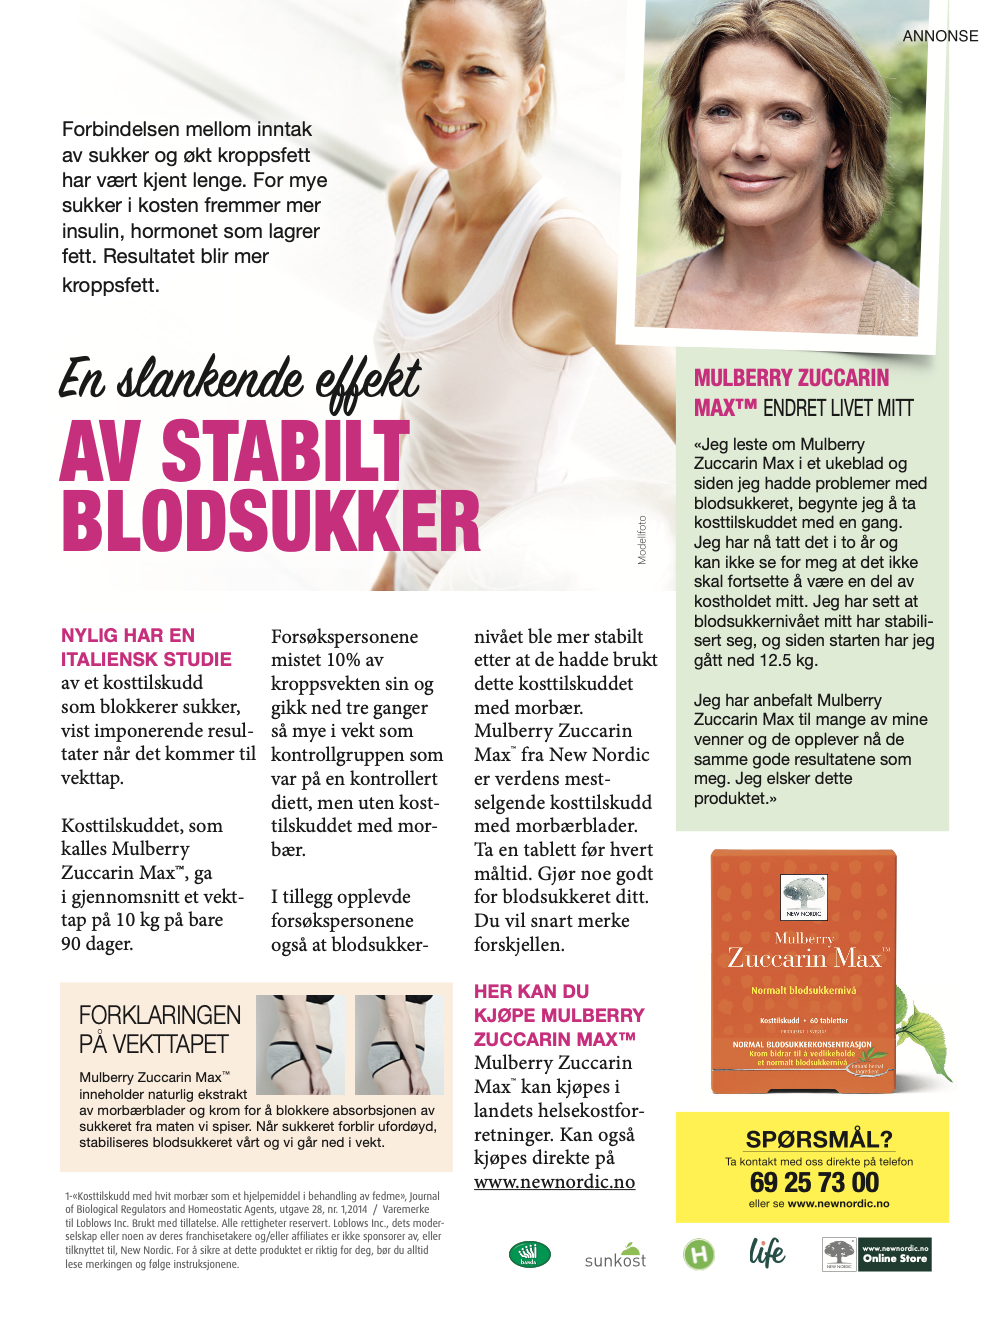 ANNONSE
Forbindelsen mellom inntak
av sukker og økt kroppsfett
har vært kjent lenge. For mye
sukker i kosten fremmer mer
insulin, hormonet som lagrer
fett. Resultatet blir mer
kroppsfett.
En slankende effekt
AV STABILT
BLODSUKKER
Modellfoto
MULBERRY ZUCCARIN
MAX™ ENDRET LIVET MITT
«Jeg leste om Mulberry
Zuccarin Max i et ukeblad og
siden jeg hadde problemer med
blodsukkeret, begynte jeg å ta
kosttilskuddet med en gang.
Jeg har nå tatt det i to år og
kan ikke se for meg at det ikke
skal fortsette å være en del av
kostholdet mitt. Jeg har sett at
blodsukkernivået mitt har stabili-
sert seg, og siden starten har jeg
gått ned 12.5 kg.
Jeg har anbefalt Mulberry
Zuccarin Max til mange av mine
venner og de opplever nå de
samme gode resultatene som
meg. Jeg elsker dette
produktet.»
NYLIG HAR EN
ITALIENSK STUDIE
av et kosttilskudd
som blokkerer sukker,
vist imponerende resul-
tater når det kommer til
vekttap.
Kosttilskuddet, som
kalles Mulberry
Zuccarin Max™, ga
i gjennomsnitt et vekt-
tap på 10 kg på bare
90 dager.
Forsøkspersonene
mistet 10% av
kroppsvekten sin og
gikk ned tre ganger
så mye i vekt som
kontrollgruppen som
var på en kontrollert
diett, men uten kost-
tilskuddet med mor-
bær.
I tillegg opplevde
forsøkspersonene
også at blodsukker-
nivået ble mer stabilt
etter at de hadde brukt
dette kosttilskuddet
med morbær.
Mulberry Zuccarin
Max™ fra New Nordic
er verdens mest-
selgende kosttilskudd
med morbærblader.
Ta en tablett før hvert
måltid. Gjør noe godt
for blodsukkeret ditt.
Du vil snart merke
forskjellen.
HER KAN DU
KJØPE MULBERRY
ZUCCARIN MAX™
Mulberry Zuccarin
Max™ kan kjøpes i
landets helsekostfor-
retninger. Kan også
kjøpes direkte på
www.newnordic.no
FORKLARINGEN
PÅ VEKTTAPET
Mulberry Zuccarin Max™
inneholder naturlig ekstrakt
av morbærblader og krom for å blokkere absorbsjonen av
sukkeret fra maten vi spiser. Når sukkeret forblir ufordøyd,
stabiliseres blodsukkeret vårt og vi går ned i vekt.
1-«Kosttilskudd med hvit morbær som et hjelpemiddel i behandling av fedme», Journal
of Biological Regulators and Homeostatic Agents, utgave 28, nr. 1,2014 / Varemerke
til Loblows Inc. Brukt med tillatelse. Alle rettigheter reservert. Loblows Inc., dets moder-
selskap eller noen av deres franchisetakere og/eller affiliates er ikke sponsorer av, eller
tilknyttet til, New Nordic. For å sikre at dette produktet er riktig for deg, bør du alltid
lese merkingen og følge instruksjonene.
NEW NORDIC
Mulberry
Zuccarin Max™
Normalt blodsukkernivå
Kosttilskudd • 60 tabletter
NORMAL BLODSUKKERKONSENTRASJON
Krom bidrar til å vedlikeholde
et normalt blodsukkernivå
natural herbal
ingredient
SPØRSMÅL?
Ta kontakt med oss direkte på telefon
69 25 73 00
eller se www.newnordic.no
banda
sunkost
H
life
NEW NORDIC
www.newnordic.no
Online Store